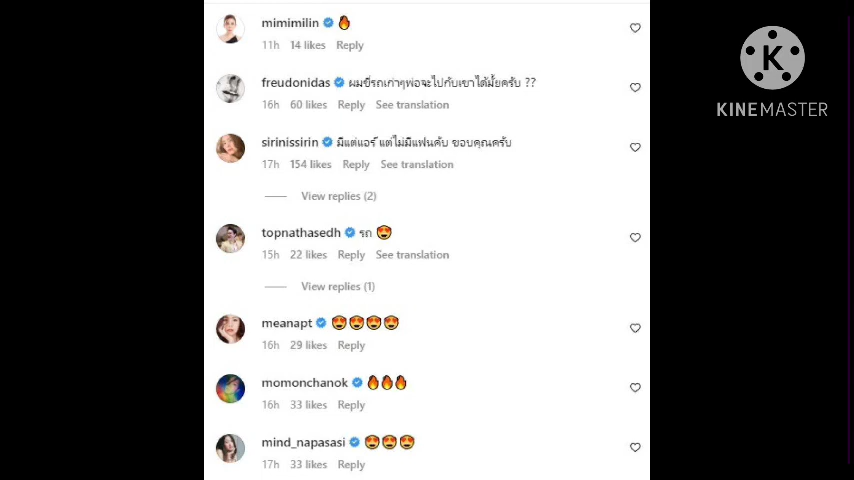 mimimilin 🔥
11h 14 likes Reply
freudonidas ผมขี่รถเก่าๆพ่อจะไปกับเขาได้มั้ยครับ ??
16h 60 likes Reply See translation
sirinissirin มีแต่แอร์ แต่ไม่มีแฟนคับ ขอบคุณครับ
17h 154 likes Reply See translation
View replies (2)
topnathasedh รถ 😍
15h 22 likes Reply See translation
View replies (1)
meanapt 😍😍😍😍
16h 29 likes Reply
momonchanok 🔥🔥🔥
16h 33 likes Reply
mind_napasasi 😍😍😍
17h 33 likes Reply
K
KINEMASTER